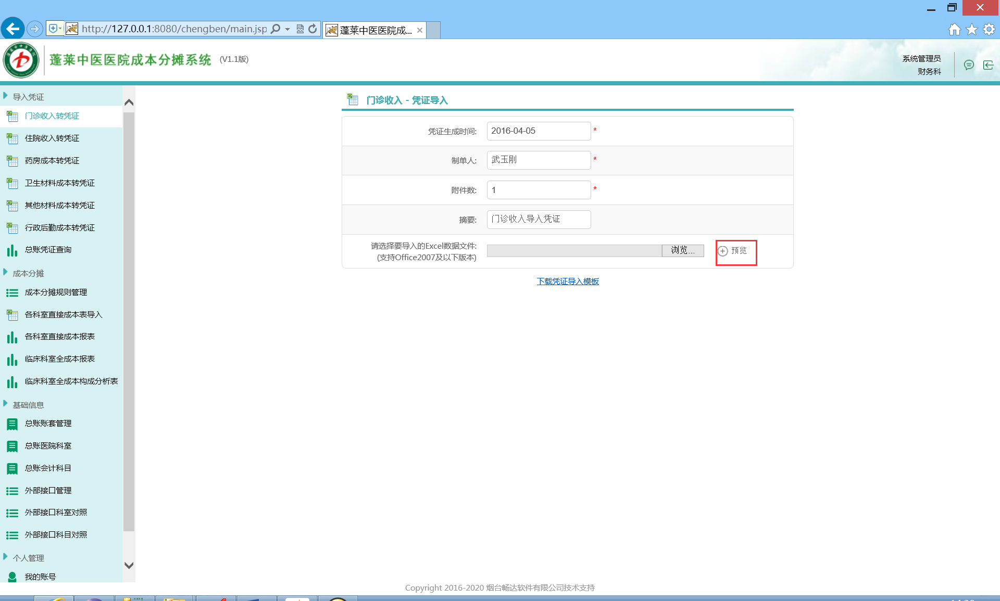 http://127.0.0.1:8080/chengben/main.jsp
蓬莱中医医院成...
蓬莱中医医院成本分摊系统 (V1.1版)
系统管理员
财务科
导入凭证
门诊收入转凭证
住院收入转凭证
药房成本转凭证
卫生材料成本转凭证
其他材料成本转凭证
行政后勤成本转凭证
总账凭证查询
成本分摊
成本分摊规则管理
各科室直接成本表导入
各科室直接成本报表
临床科室全成本报表
临床科室全成本构成分析表
基础信息
总账账套管理
总账医院科室
总账会计科目
外部接口管理
外部接口科室对照
外部接口科目对照
个人管理
我的账号
门诊收入 - 凭证导入
凭证生成时间: 2016-04-05 *
制单人: 武玉刚 *
附件数: 1 *
摘要: 门诊收入导入凭证
请选择要导入的Excel数据文件:
(支持Office2007及以下版本)
浏览... 预览
下载凭证导入模板
Copyright 2016-2020 烟台畅达软件有限公司技术支持